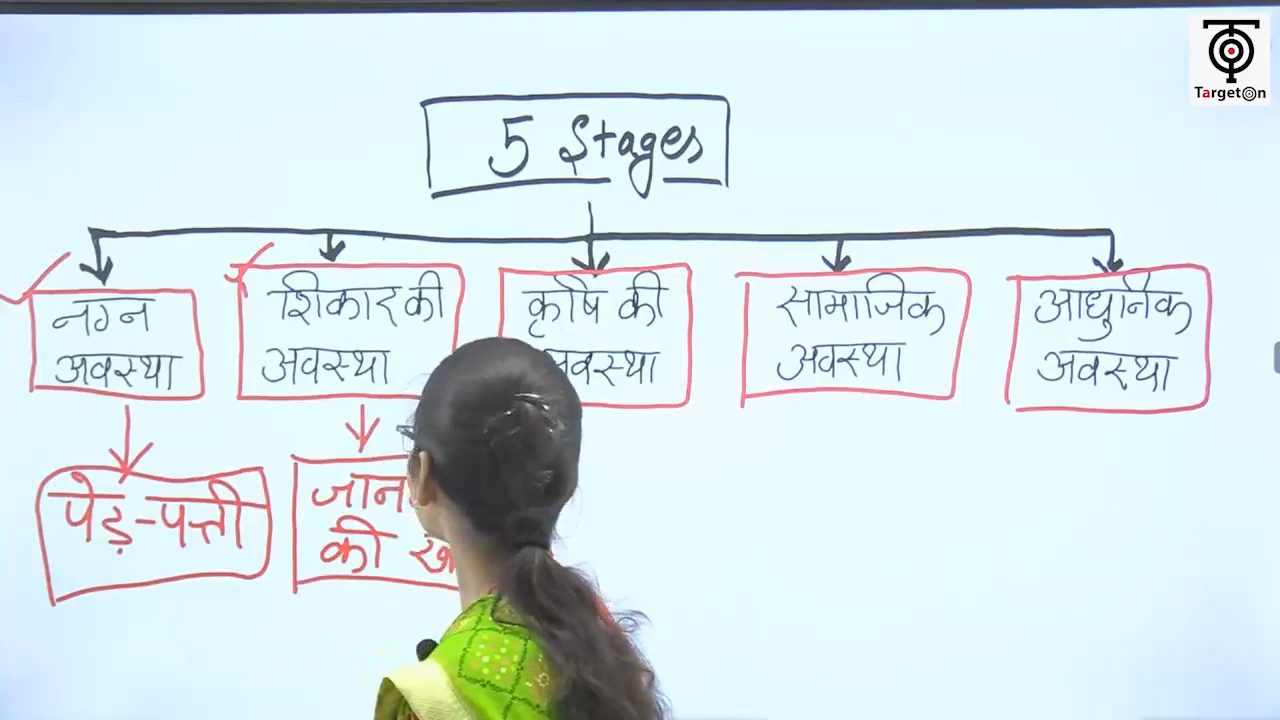 TargetOn
5 Stages
नग्न
अवस्था
शिकार की
अवस्था
कृषि की
सामाजिक
अवस्था
आधुनिक
अवस्था
पेड़-पत्ती
की